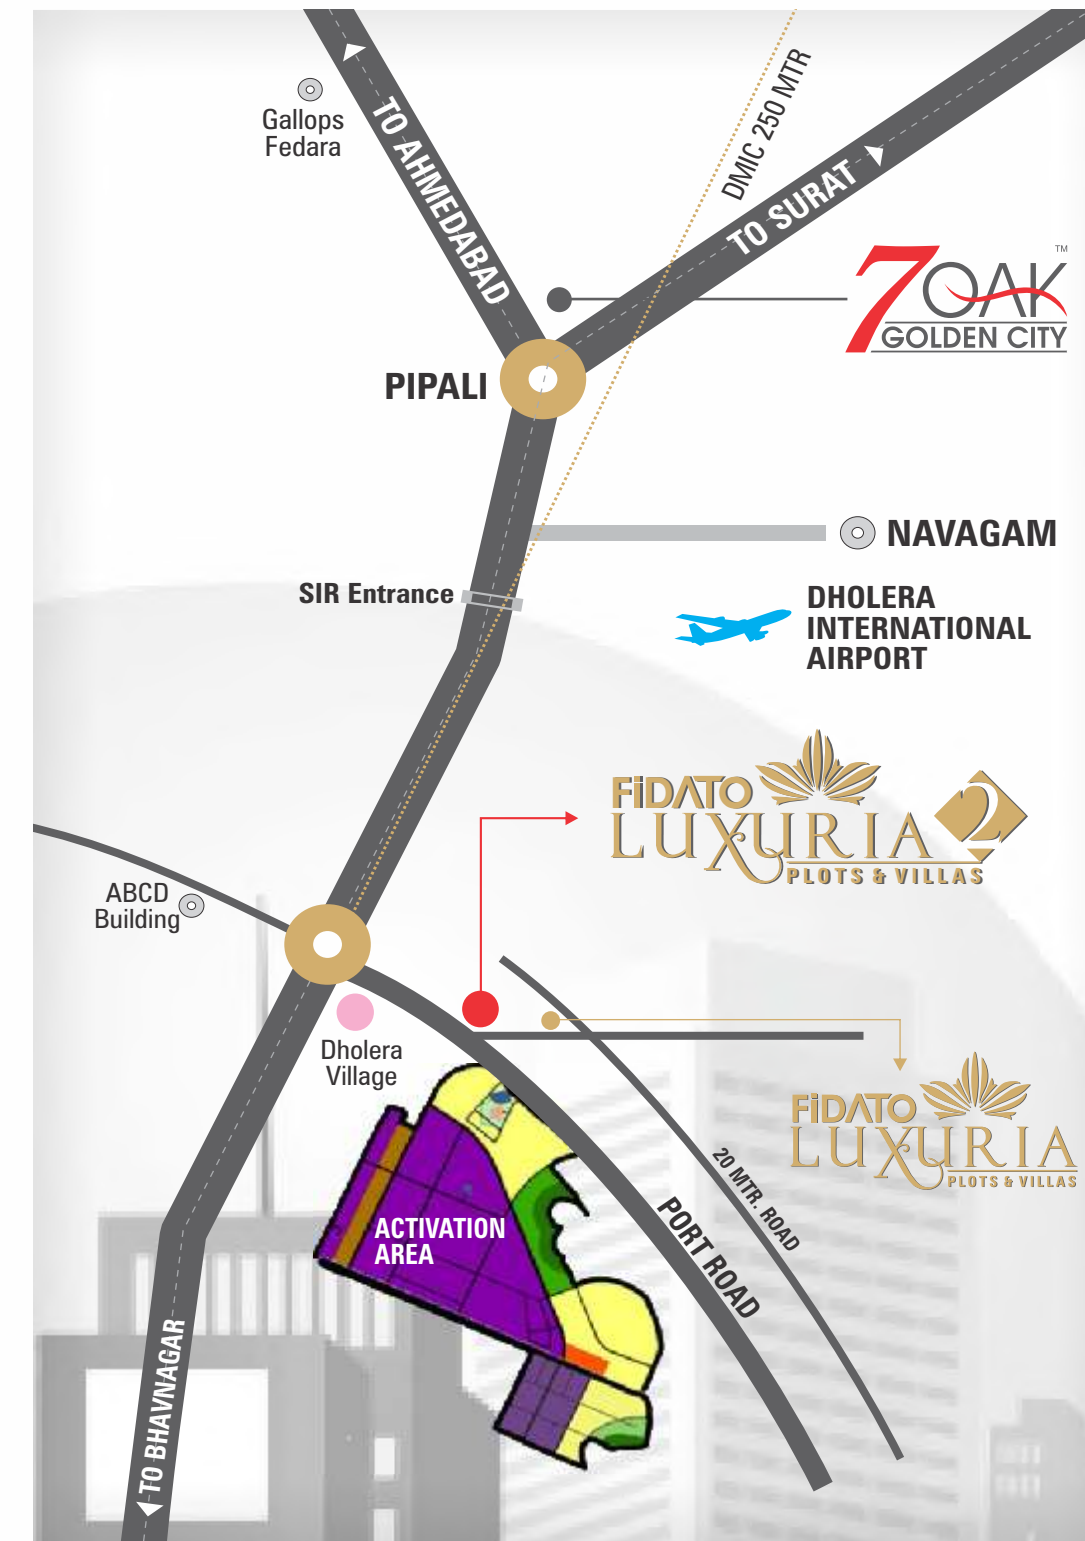 Gallops
Fedara
TO AHMEDABAD
DMIC 250 MTR
TO SURAT
7 OAK™
GOLDEN CITY
PIPALI
NAVAGAM
SIR Entrance
DHOLERA
INTERNATIONAL
AIRPORT
FiDATO
LUXURIA 2
PLOTS & VILLAS
ABCD
Building
Dholera
Village
FiDATO
LUXURIA
PLOTS & VILLAS
20 MTR. ROAD
PORT ROAD
ACTIVATION
AREA
TO BHAVNAGAR